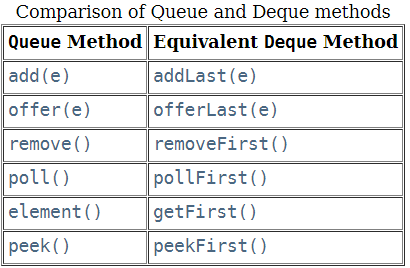 Comparison of Queue and Deque methods
Queue Method Equivalent Deque Method
add(e) addLast(e)
offer(e) offerLast(e)
remove() removeFirst()
poll() pollFirst()
element() getFirst()
peek() peekFirst()